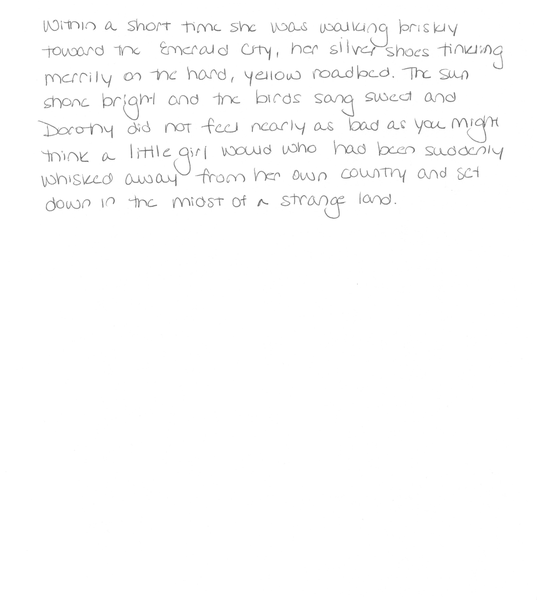 Within a short time she was walking briskly
toward the Emerald City, her silver shoes tinkling
merrily on the hard, yellow roadbed. The sun
shone bright and the birds sang sweet and
Dorothy did not feel nearly as bad as you might
think a little girl would who had been suddenly
whisked away from her own country and set
down in the midst of a strange land.